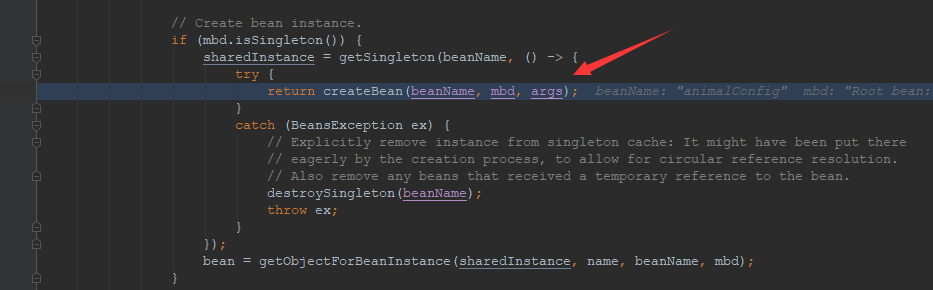 // Create bean instance.
if (mbd.isSingleton()) {
sharedInstance = getSingleton(beanName, () -> {
try {
return createBean(beanName, mbd, args);  beanName: "animalConfig"  mbd: "Root bean:
}
catch (BeansException ex) {
// Explicitly remove instance from singleton cache: It might have been put there
// eagerly by the creation process, to allow for circular reference resolution.
// Also remove any beans that received a temporary reference to the bean.
destroySingleton(beanName);
throw ex;
}
});
bean = getObjectForBeanInstance(sharedInstance, name, beanName, mbd);
}